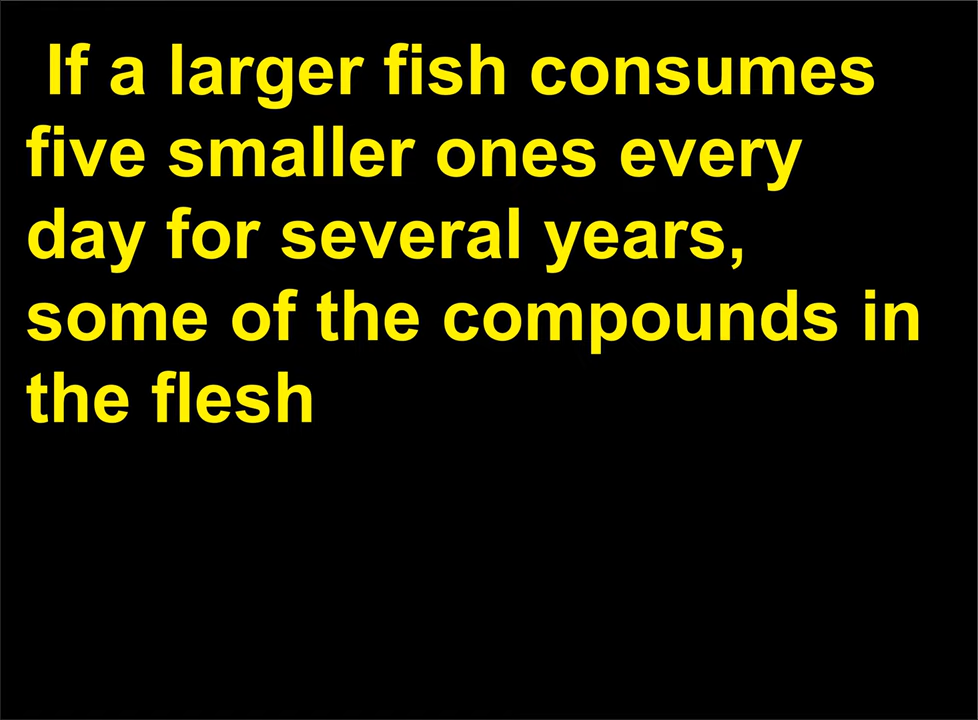 If a larger fish consumes
five smaller ones every
day for several years,
some of the compounds in
the flesh